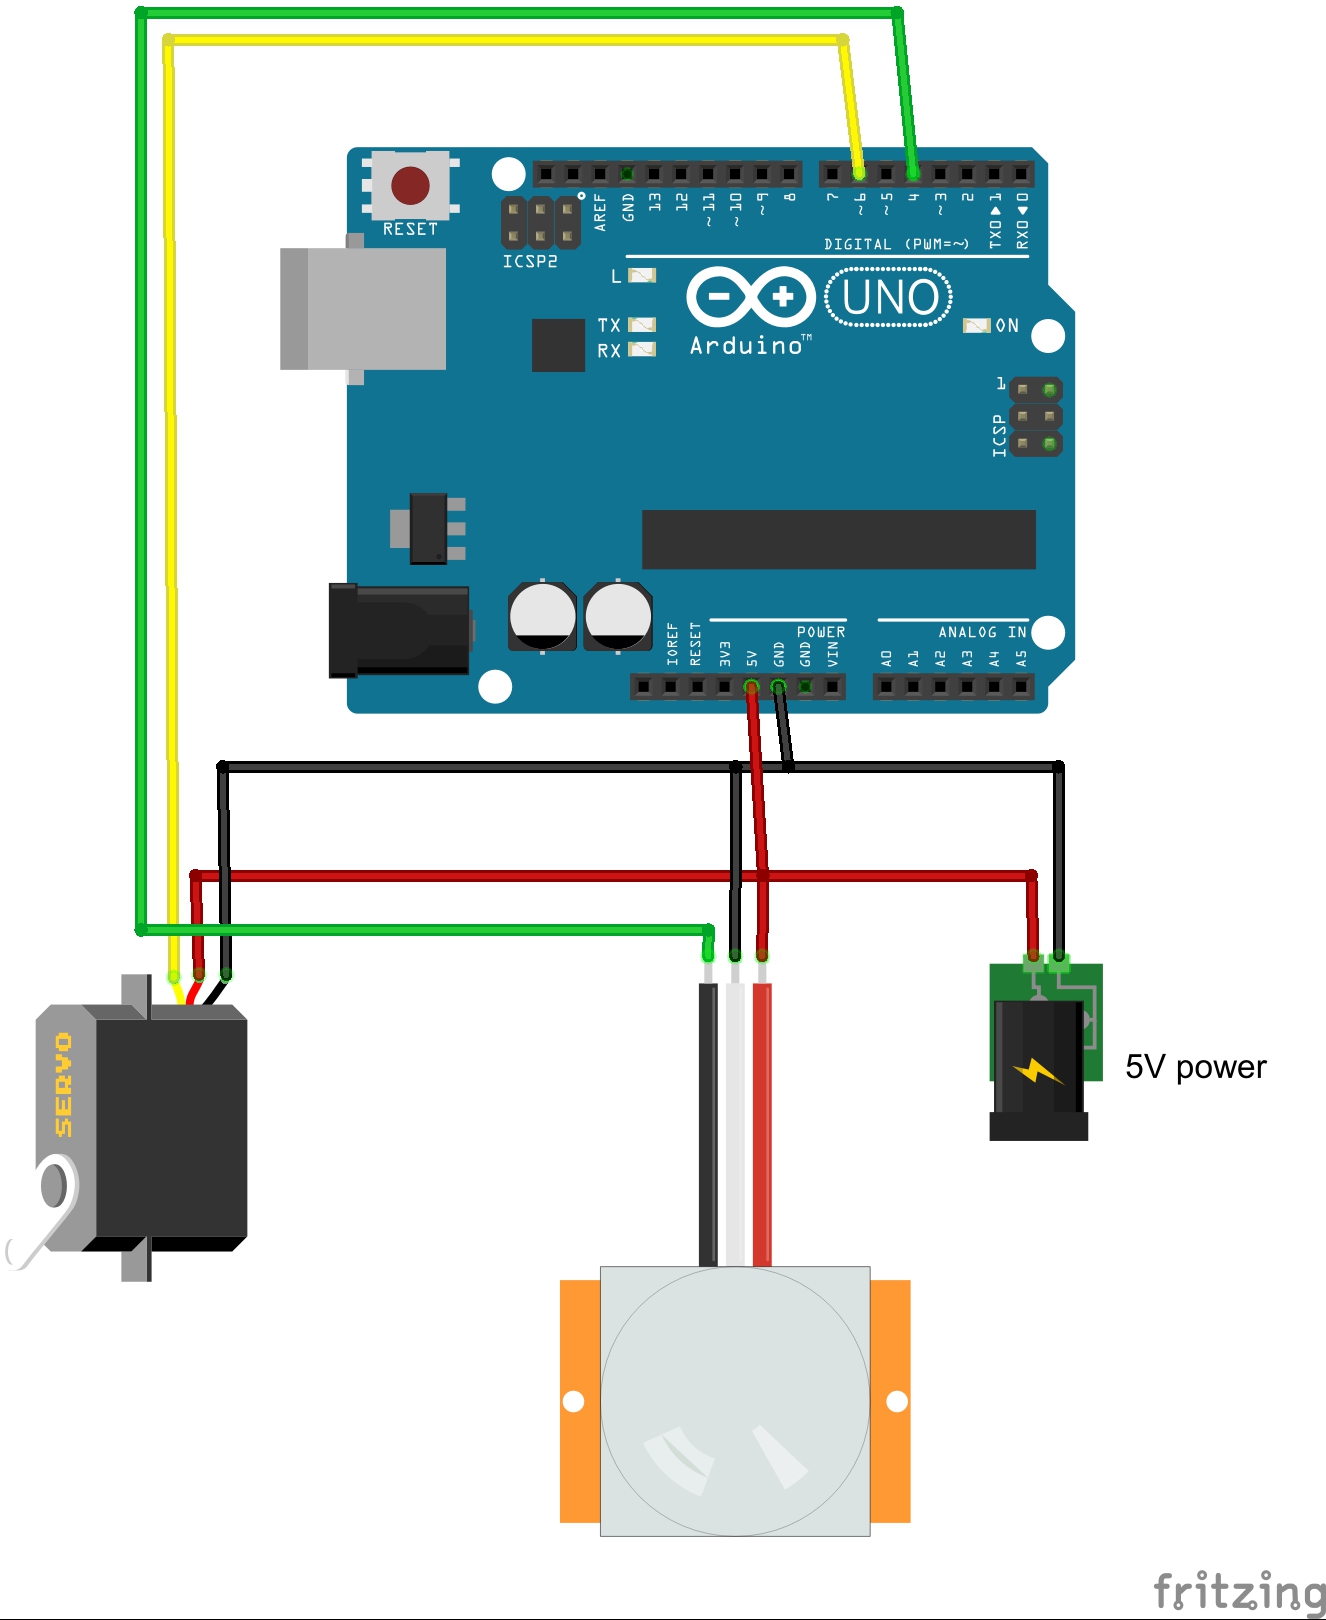 RESET
ICSP2
AREF
GND
13
12
~11
~10
~9
8
7
~6
~5
4
~3
2
TX0▶1
RX0◀0
DIGITAL (PWM=~)
L
TX
RX
Arduino™
UNO
ON
1
ICSP
IOREF
RESET
3V3
5V
GND
GND
VIN
POWER
ANALOG IN
A0
A1
A2
A3
A4
A5
SERVO
5V power
fritzing